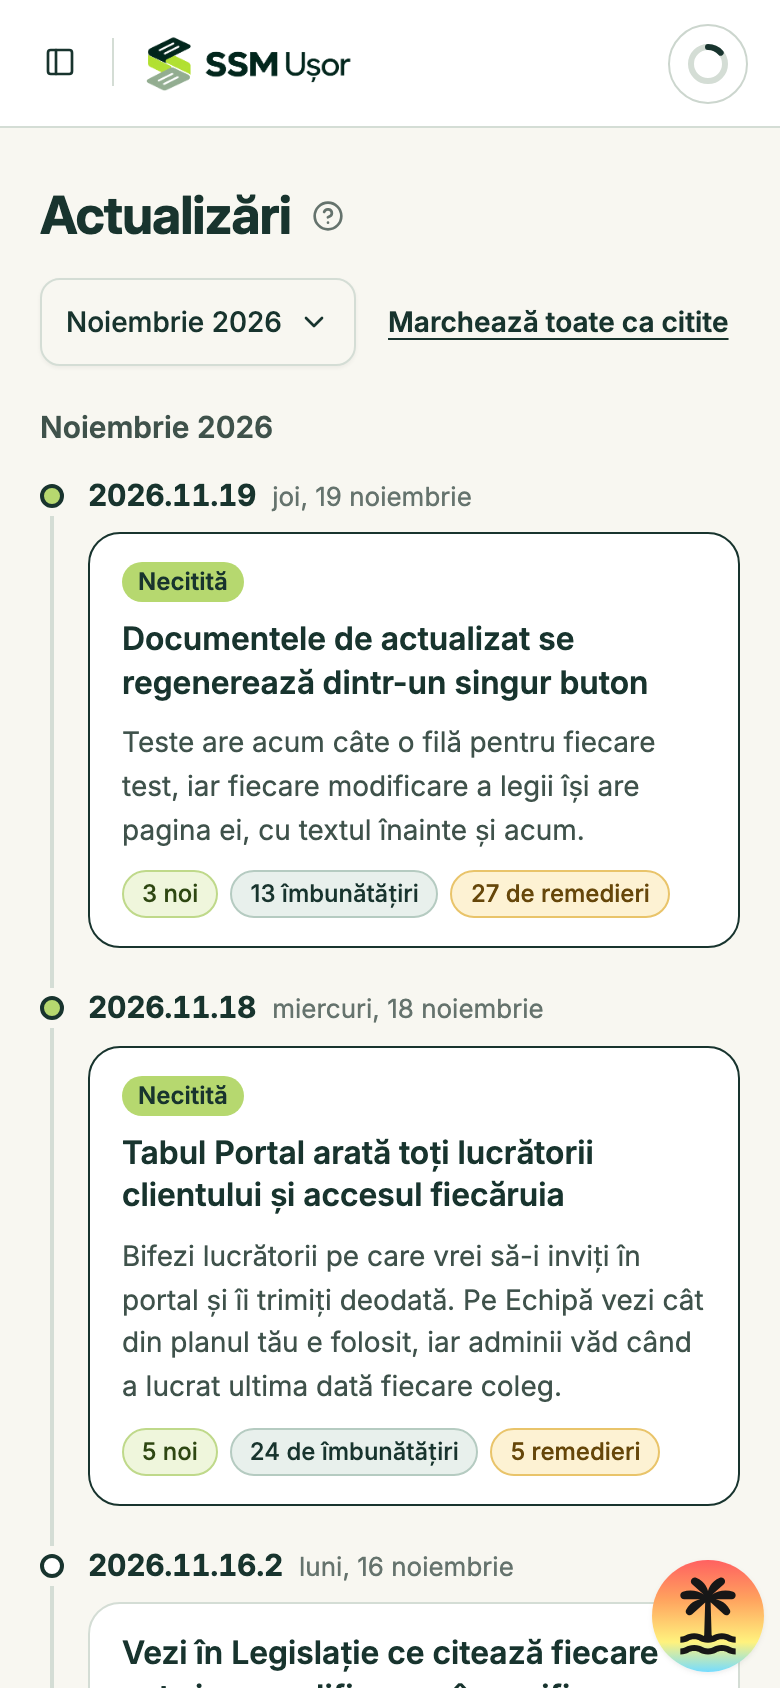 SSM Ușor
Actualizări
Noiembrie 2026
Marchează toate ca citite
Noiembrie 2026
2026.11.19 joi, 19 noiembrie
Necitită
Documentele de actualizat se
regenerează dintr-un singur buton
Teste are acum câte o filă pentru fiecare
test, iar fiecare modificare a legii își are
pagina ei, cu textul înainte și acum.
3 noi
13 îmbunătățiri
27 de remedieri
2026.11.18 miercuri, 18 noiembrie
Necitită
Tabul Portal arată toți lucrătorii
clientului și accesul fiecăruia
Bifezi lucrătorii pe care vrei să-i inviți în
portal și îi trimiți deodată. Pe Echipă vezi cât
din planul tău e folosit, iar adminii văd când
a lucrat ultima dată fiecare coleg.
5 noi
24 de îmbunătățiri
5 remedieri
2026.11.16.2 luni, 16 noiembrie
Vezi în Legislație ce citează fiecare